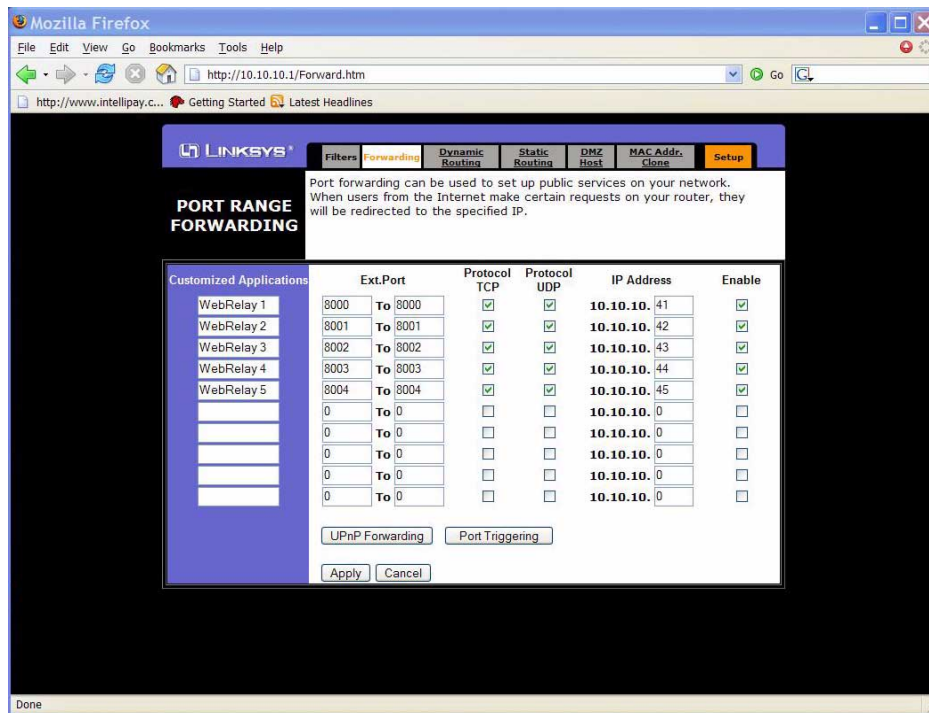 Mozilla Firefox
File Edit View Go Bookmarks Tools Help
http://10.10.10.1/Forward.htm Go G
http://www.intellipay.c... Getting Started Latest Headlines
LINKSYS®
Filters Forwarding Dynamic Routing Static Routing DMZ Host MAC Addr. Clone Setup
PORT RANGE FORWARDING
Port forwarding can be used to set up public services on your network.
When users from the Internet make certain requests on your router, they
will be redirected to the specified IP.
Customized Applications Ext.Port Protocol TCP Protocol UDP IP Address Enable
WebRelay 1 8000 To 8000 10.10.10. 41
WebRelay 2 8001 To 8001 10.10.10. 42
WebRelay 3 8002 To 8002 10.10.10. 43
WebRelay 4 8003 To 8003 10.10.10. 44
WebRelay 5 8004 To 8004 10.10.10. 45
0 To 0 10.10.10. 0
0 To 0 10.10.10. 0
0 To 0 10.10.10. 0
0 To 0 10.10.10. 0
0 To 0 10.10.10. 0
UPnP Forwarding Port Triggering
Apply Cancel
Done